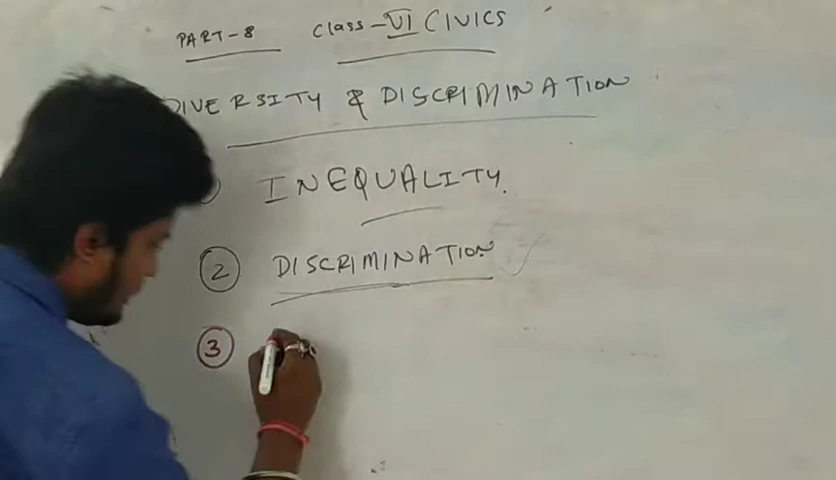 PART-8 Class-VI CIVICS
DIVERSITY & DISCRIMINATION
INEQUALITY.
2 DISCRIMINATION
3